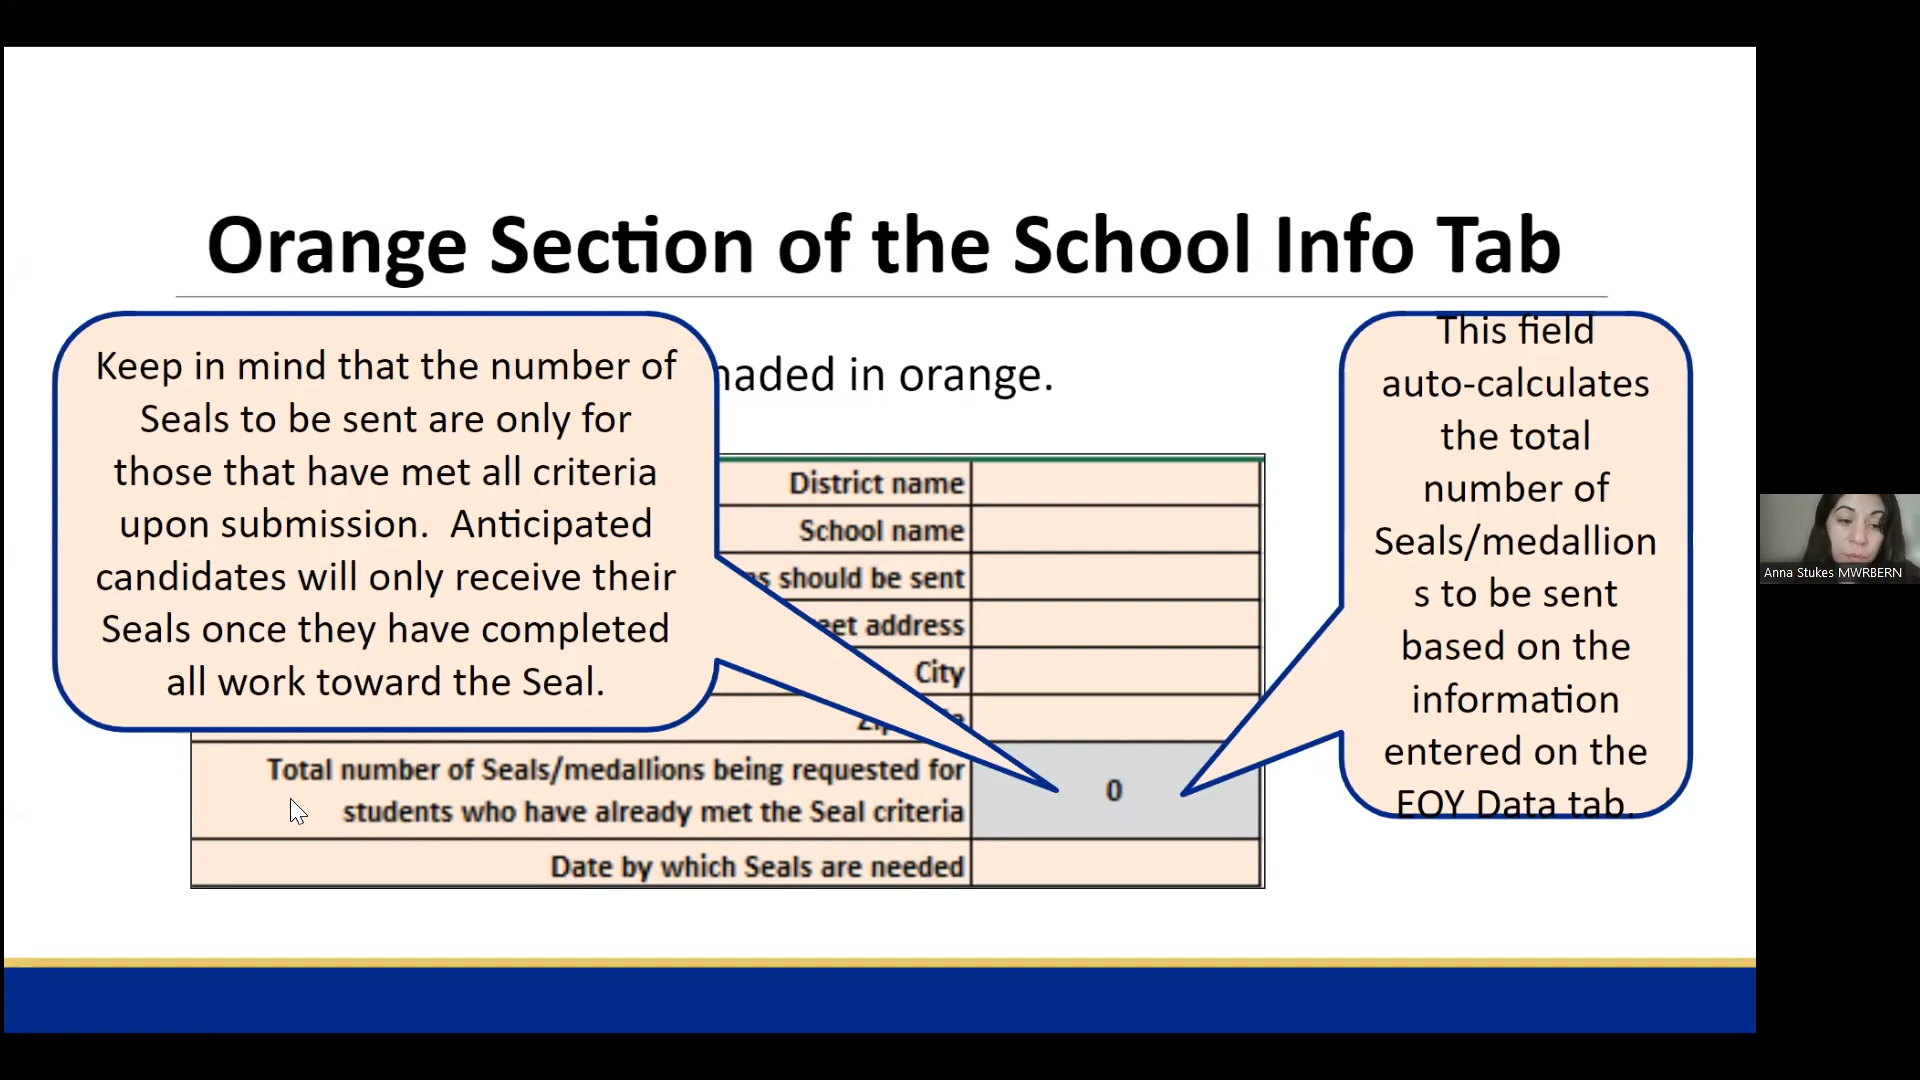 Orange Section of the School Info Tab
Keep in mind that the number of
Seals to be sent are only for
those that have met all criteria
upon submission.  Anticipated
candidates will only receive their
Seals once they have completed
all work toward the Seal.
in orange.
This field
auto-calculates
the total
number of
Seals/medallion
s to be sent
based on the
information
entered on the
EOY Data tab.
District name
School name
should be sent
address
City
Total number of Seals/medallions being requested for
students who have already met the Seal criteria
0
Date by which Seals are needed
Anna Stukes MWRBERN